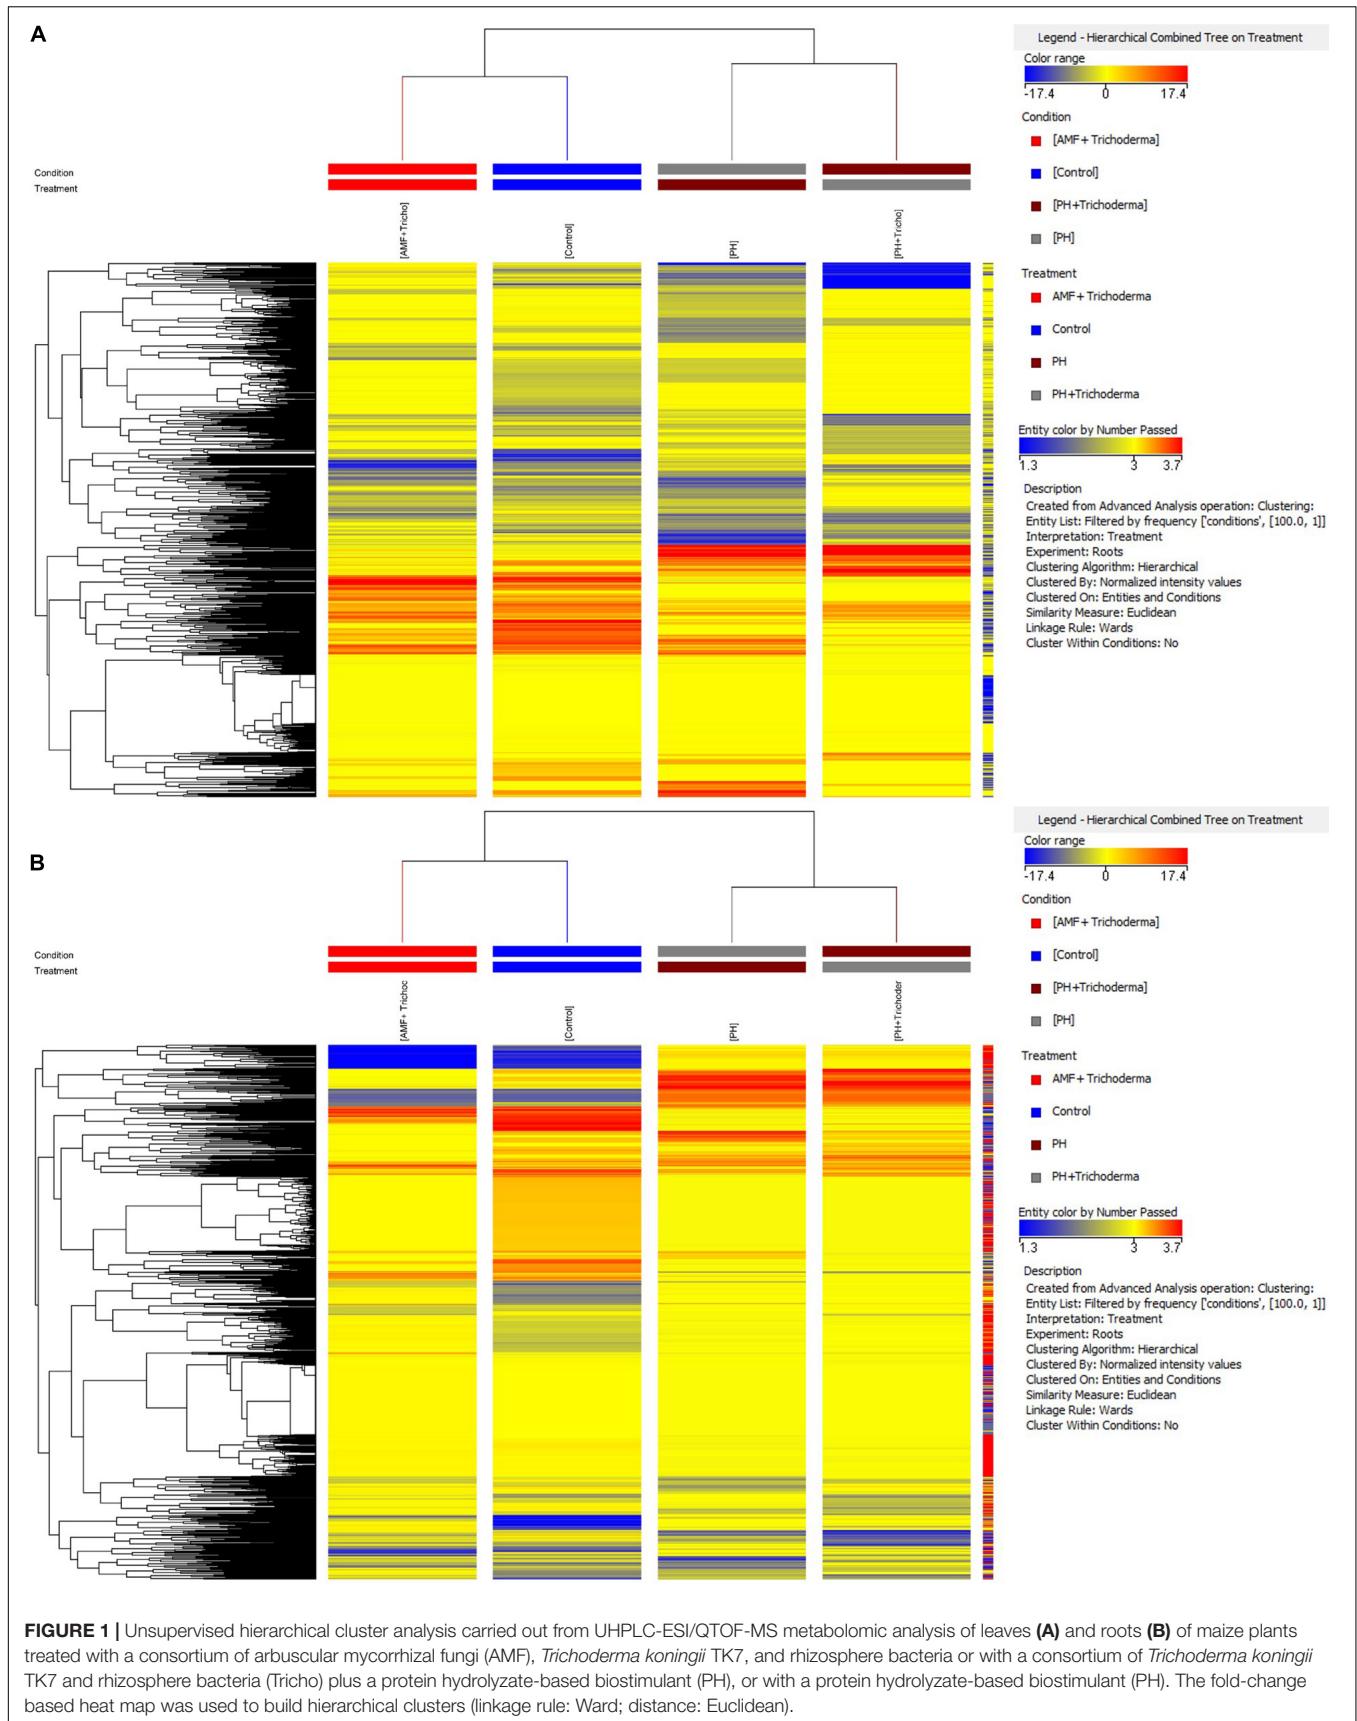 A
Legend - Hierarchical Combined Tree on Treatment
Color range
-17.4 0 17.4
Condition
[AMF+ Trichoderma]
[Control]
[PH+Trichoderma]
[PH]
Treatment
AMF+ Trichoderma
Control
PH
PH+Trichoderma
Entity color by Number Passed
1.3 3 3.7
Description
Created from Advanced Analysis operation: Clustering:
Entity List: Filtered by frequency ['conditions', [100.0, 1]]
Interpretation: Treatment
Experiment: Roots
Clustering Algorithm: Hierarchical
Clustered By: Normalized intensity values
Clustered On: Entities and Conditions
Similarity Measure: Euclidean
Linkage Rule: Wards
Cluster Within Conditions: No
Condition
Treatment
[AMF+Tricho]
[Control]
[PH]
[PH+Tricho]
B
Legend - Hierarchical Combined Tree on Treatment
Color range
-17.4 0 17.4
Condition
[AMF+ Trichoderma]
[Control]
[PH+Trichoderma]
[PH]
Treatment
AMF+ Trichoderma
Control
PH
PH+Trichoderma
Entity color by Number Passed
1.3 3 3.7
Description
Created from Advanced Analysis operation: Clustering:
Entity List: Filtered by frequency ['conditions', [100.0, 1]]
Interpretation: Treatment
Experiment: Roots
Clustering Algorithm: Hierarchical
Clustered By: Normalized intensity values
Clustered On: Entities and Conditions
Similarity Measure: Euclidean
Linkage Rule: Wards
Cluster Within Conditions: No
Condition
Treatment
[AMF+ Trichoc
[Control]
[PH]
[PH+Trichoder
FIGURE 1 | Unsupervised hierarchical cluster analysis carried out from UHPLC-ESI/QTOF-MS metabolomic analysis of leaves (A) and roots (B) of maize plants
treated with a consortium of arbuscular mycorrhizal fungi (AMF), Trichoderma koningii TK7, and rhizosphere bacteria or with a consortium of Trichoderma koningii
TK7 and rhizosphere bacteria (Tricho) plus a protein hydrolyzate-based biostimulant (PH), or with a protein hydrolyzate-based biostimulant (PH). The fold-change
based heat map was used to build hierarchical clusters (linkage rule: Ward; distance: Euclidean).